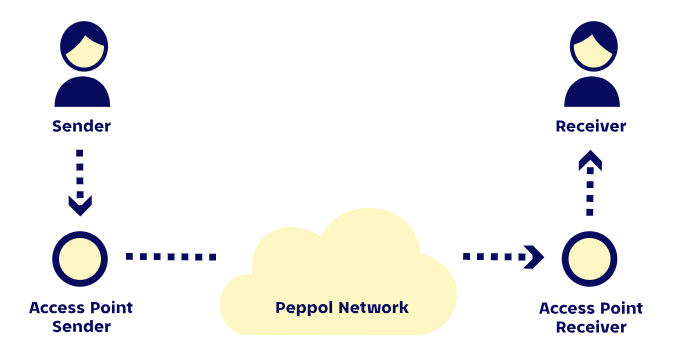 Sender
Receiver
Peppol Network
Access Point
Sender
Access Point
Receiver